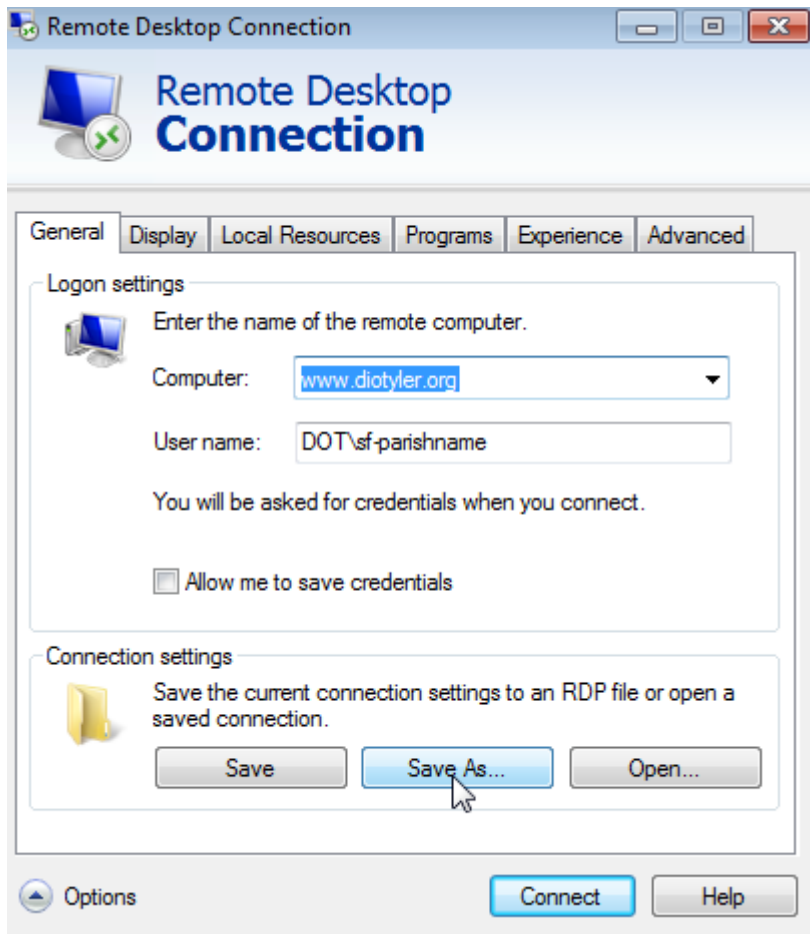 Remote Desktop Connection
Remote Desktop
Connection
General Display Local Resources Programs Experience Advanced
Logon settings
Enter the name of the remote computer.
Computer: www.diotyler.org
User name: DOT\sf-parishname
You will be asked for credentials when you connect.
Allow me to save credentials
Connection settings
Save the current connection settings to an RDP file or open a
saved connection.
Save Save As... Open...
Options Connect Help